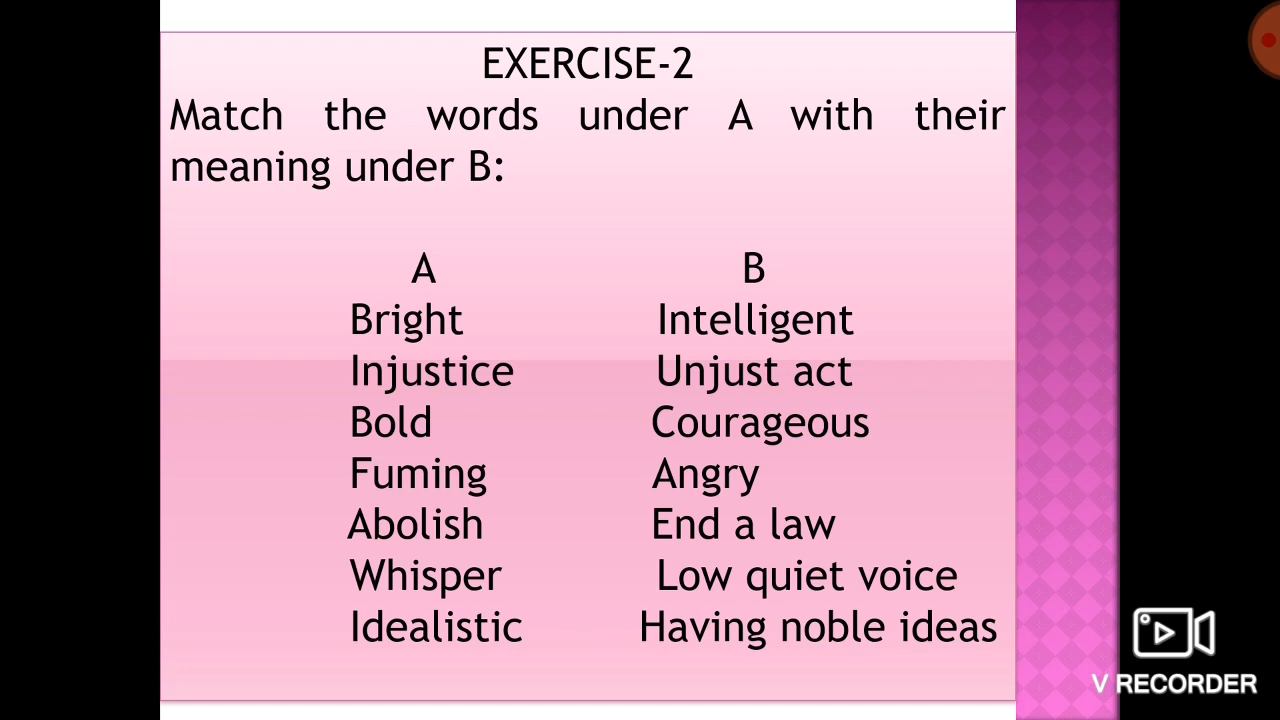 EXERCISE-2
Match the words under A with their
meaning under B:
A B
Bright Intelligent
Injustice Unjust act
Bold Courageous
Fuming Angry
Abolish End a law
Whisper Low quiet voice
Idealistic Having noble ideas
V RECORDER